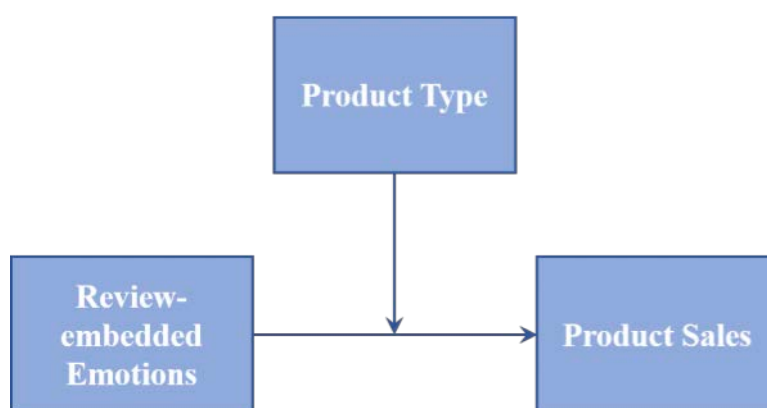 Product Type
Review-
embedded
Emotions
Product Sales